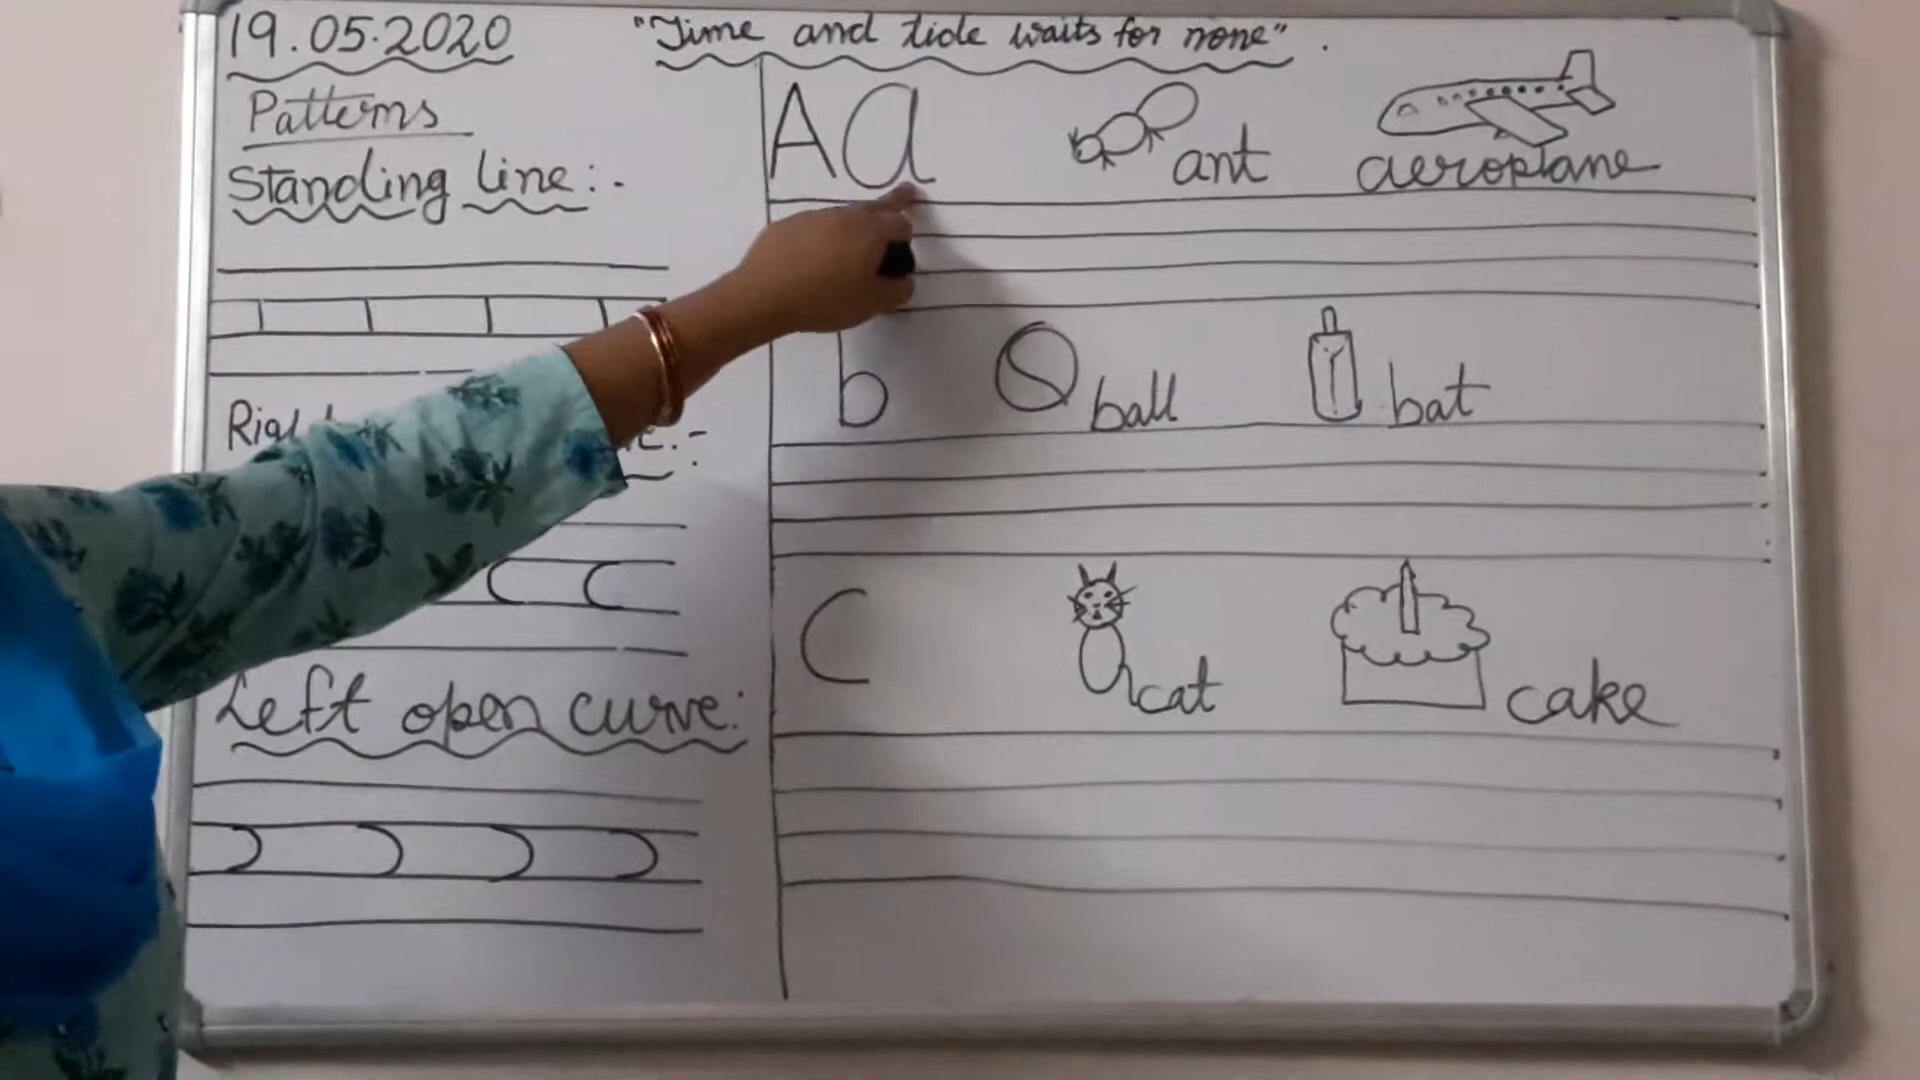 19.05.2020
"Time and tide waits for none".
Patterns
Standing line:-
Left open curve:
A a ant aeroplane
b ball bat
C cat cake